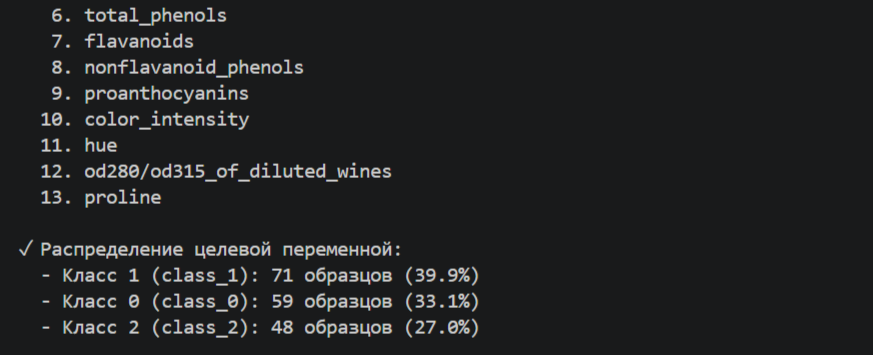 6. total_phenols
7. flavanoids
8. nonflavanoid_phenols
9. proanthocyanins
10. color_intensity
11. hue
12. od280/od315_of_diluted_wines
13. proline
✓ Распределение целевой переменной:
- Класс 1 (class_1): 71 образцов (39.9%)
- Класс 0 (class_0): 59 образцов (33.1%)
- Класс 2 (class_2): 48 образцов (27.0%)